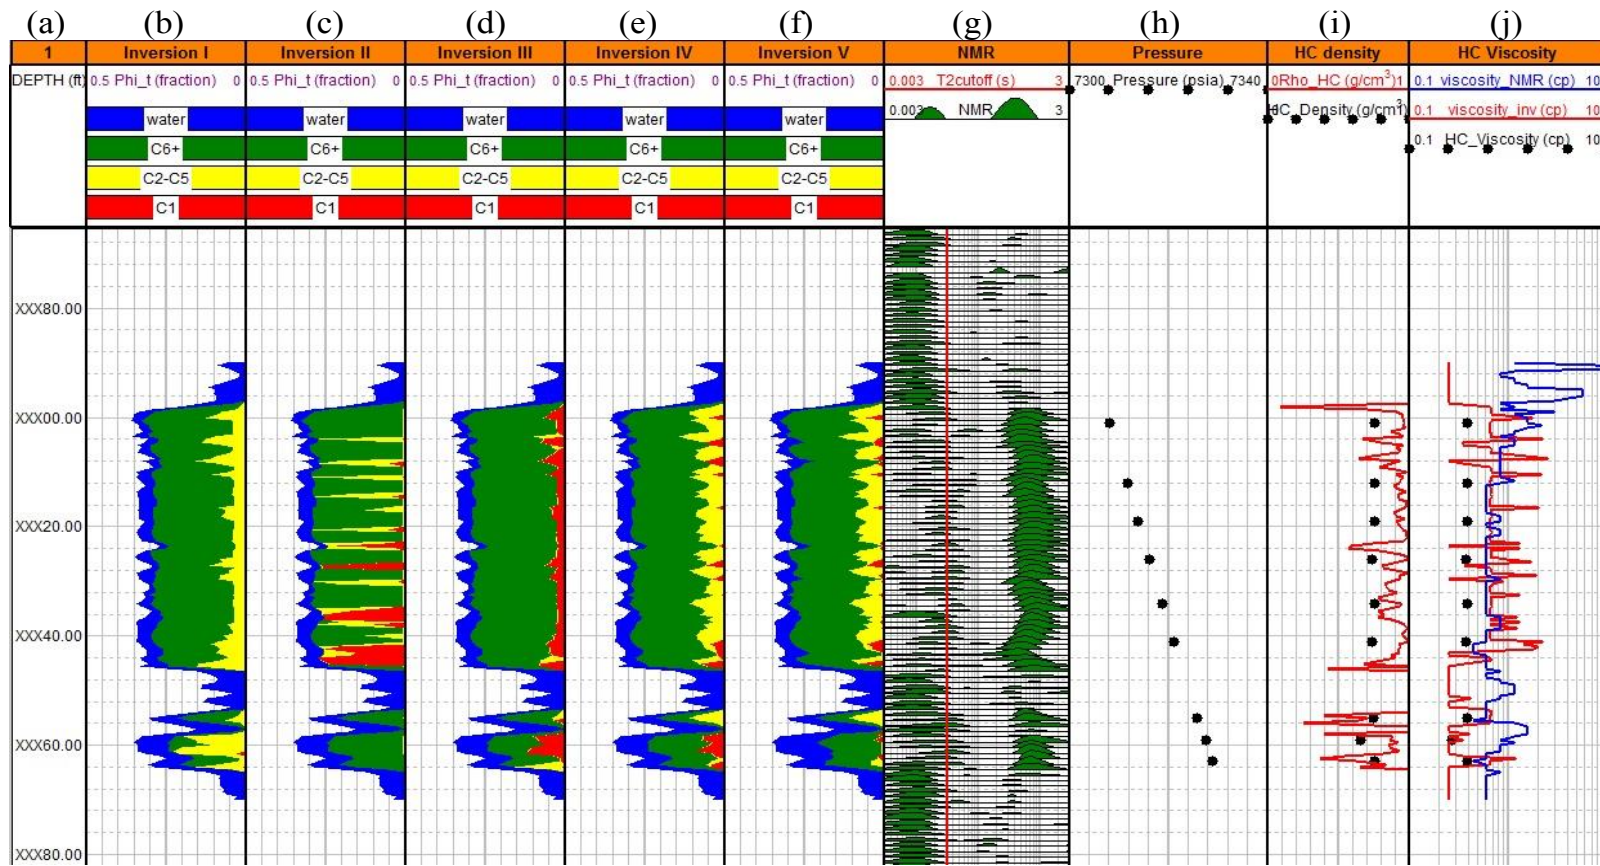 (a) (b) (c) (d) (e) (f) (g) (h) (i) (j)
1 Inversion I Inversion II Inversion III Inversion IV Inversion V NMR Pressure HC density HC Viscosity
DEPTH (ft) 0.5 Phi_t (fraction) 0 0.5 Phi_t (fraction) 0 0.5 Phi_t (fraction) 0 0.5 Phi_t (fraction) 0 0.5 Phi_t (fraction) 0 0.003 T2cutoff (s) 3 7300 Pressure (psia) 7340 0 Rho_HC (g/cm³) 1 0.1 viscosity_NMR (cp) 10
0.003 NMR 3 HC_Density (g/cm³) 0.1 viscosity_inv (cp) 10
water water water water water
C6+ C6+ C6+ C6+ C6+ 0.1 HC_Viscosity (cp) 10
C2-C5 C2-C5 C2-C5 C2-C5 C2-C5
C1 C1 C1 C1 C1
XXX80.00
XXX00.00
XXX20.00
XXX40.00
XXX60.00
XXX80.00